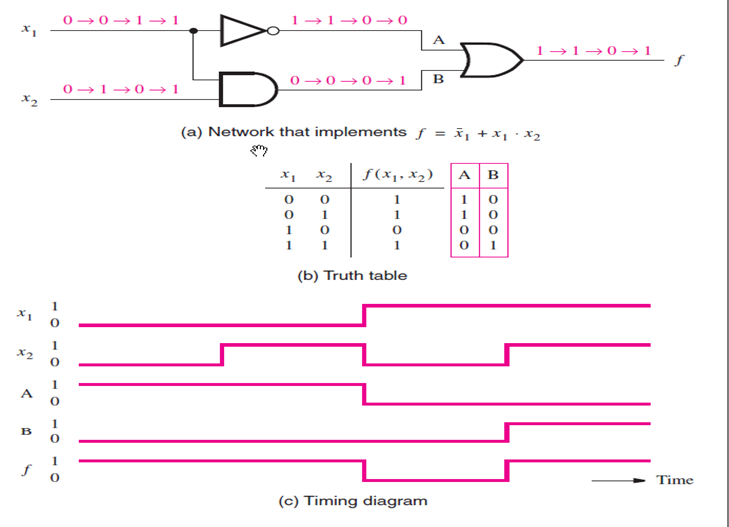 x₁ 0 → 0 → 1 → 1 1 → 1 → 0 → 0
A 1 → 1 → 0 → 1 f
x₂ 0 → 1 → 0 → 1 0 → 0 → 0 → 1 B
(a) Network that implements f = x̄₁ + x₁ · x₂
x₁ x₂ f(x₁, x₂) A B
0 0 1 1 0
0 1 1 1 0
1 0 0 0 0
1 1 1 0 1
(b) Truth table
x₁ 1
0
x₂ 1
0
A 1
0
B 1
0
f 1
0
Time
(c) Timing diagram